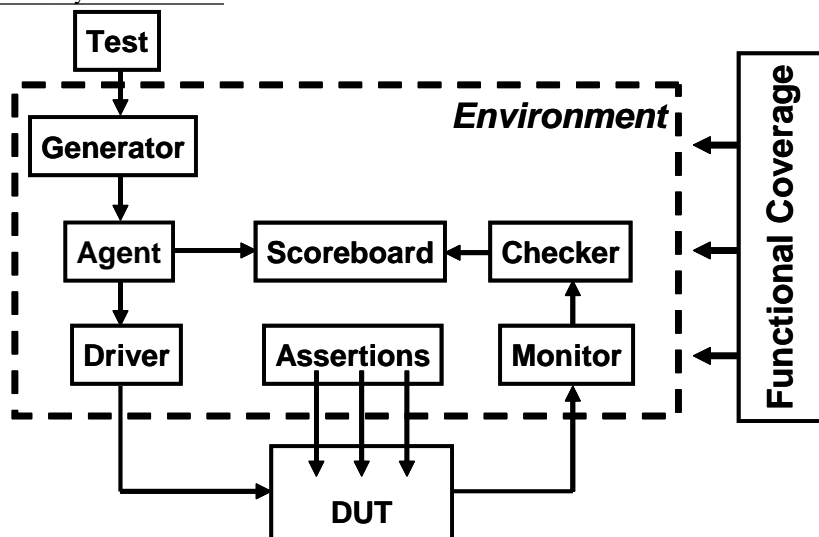 Test
Environment
Generator
Agent
Scoreboard
Checker
Driver
Assertions
Monitor
DUT
Functional Coverage